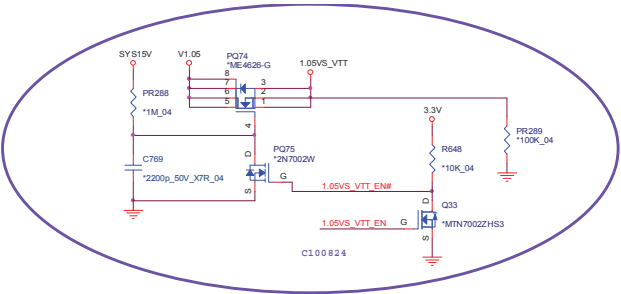 SYS15V
V1.05
PQ74
*ME4626-G
1.05VS_VTT
8
7
6
5
3
2
1
4
PR288
*1M_04
3.3V
PR289
*100K_04
R648
*10K_04
C769
*2200p_50V_X7R_04
PQ75
*2N7002W
D
G
S
1.05VS_VTT_EN#
1.05VS_VTT_EN
D
G
S
Q33
*MTN7002ZHS3
C100824